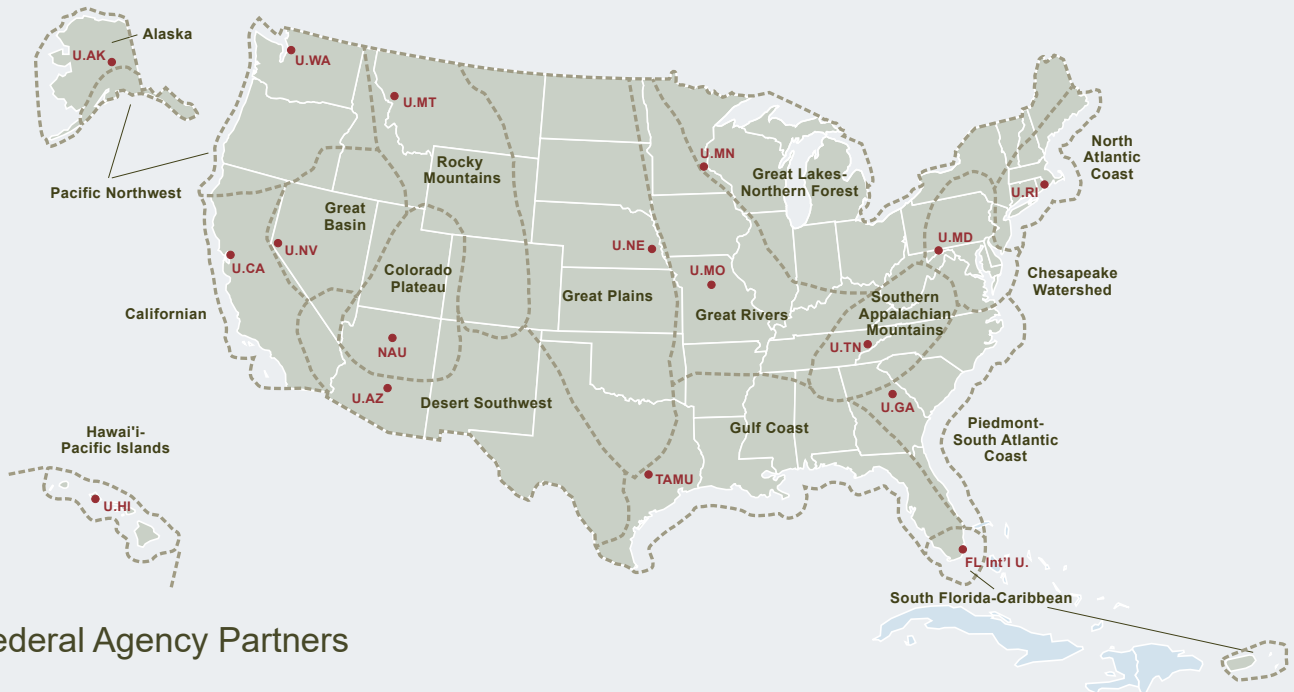 Alaska
U.AK
U.WA
U.MT
Pacific Northwest
Rocky
Mountains
U.MN
Great Lakes-
Northern Forest
North
Atlantic
Coast
U.RI
Great
Basin
U.NV
U.CA
Colorado
Plateau
U.NE
U.MO
Great Plains
Great Rivers
U.MD
Chesapeake
Watershed
Southern
Appalachian
Mountains
Californian
NAU
U.TN
U.AZ
Desert Southwest
U.GA
Gulf Coast
Piedmont-
South Atlantic
Coast
Hawai'i-
Pacific Islands
U.HI
TAMU
FL Int'l U.
South Florida-Caribbean
ederal Agency Partners